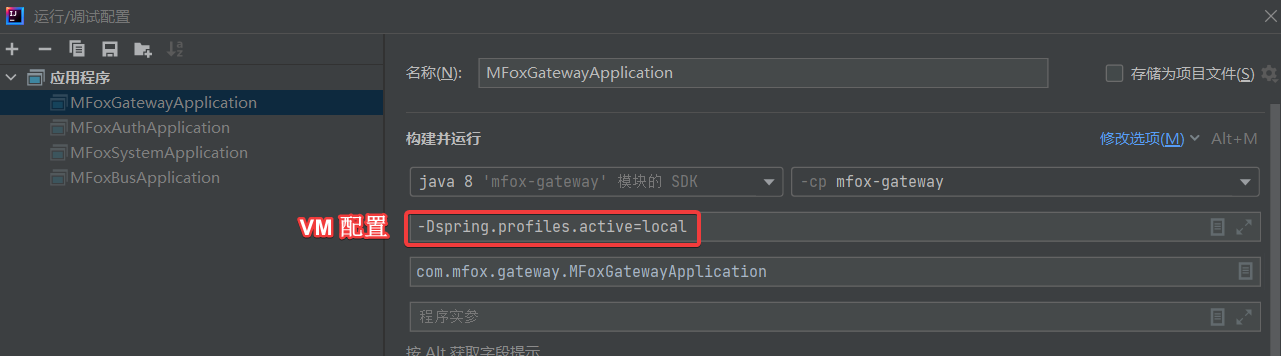 运行/调试配置
应用程序
MFoxGatewayApplication
MFoxAuthApplication
MFoxSystemApplication
MFoxBusApplication
名称(N): MFoxGatewayApplication 存储为项目文件(S)
构建并运行 修改选项(M) Alt+M
java 8 'mfox-gateway' 模块的 SDK -cp mfox-gateway
VM 配置 -Dspring.profiles.active=local
com.mfox.gateway.MFoxGatewayApplication
程序实参
按 Alt 获取字段提示